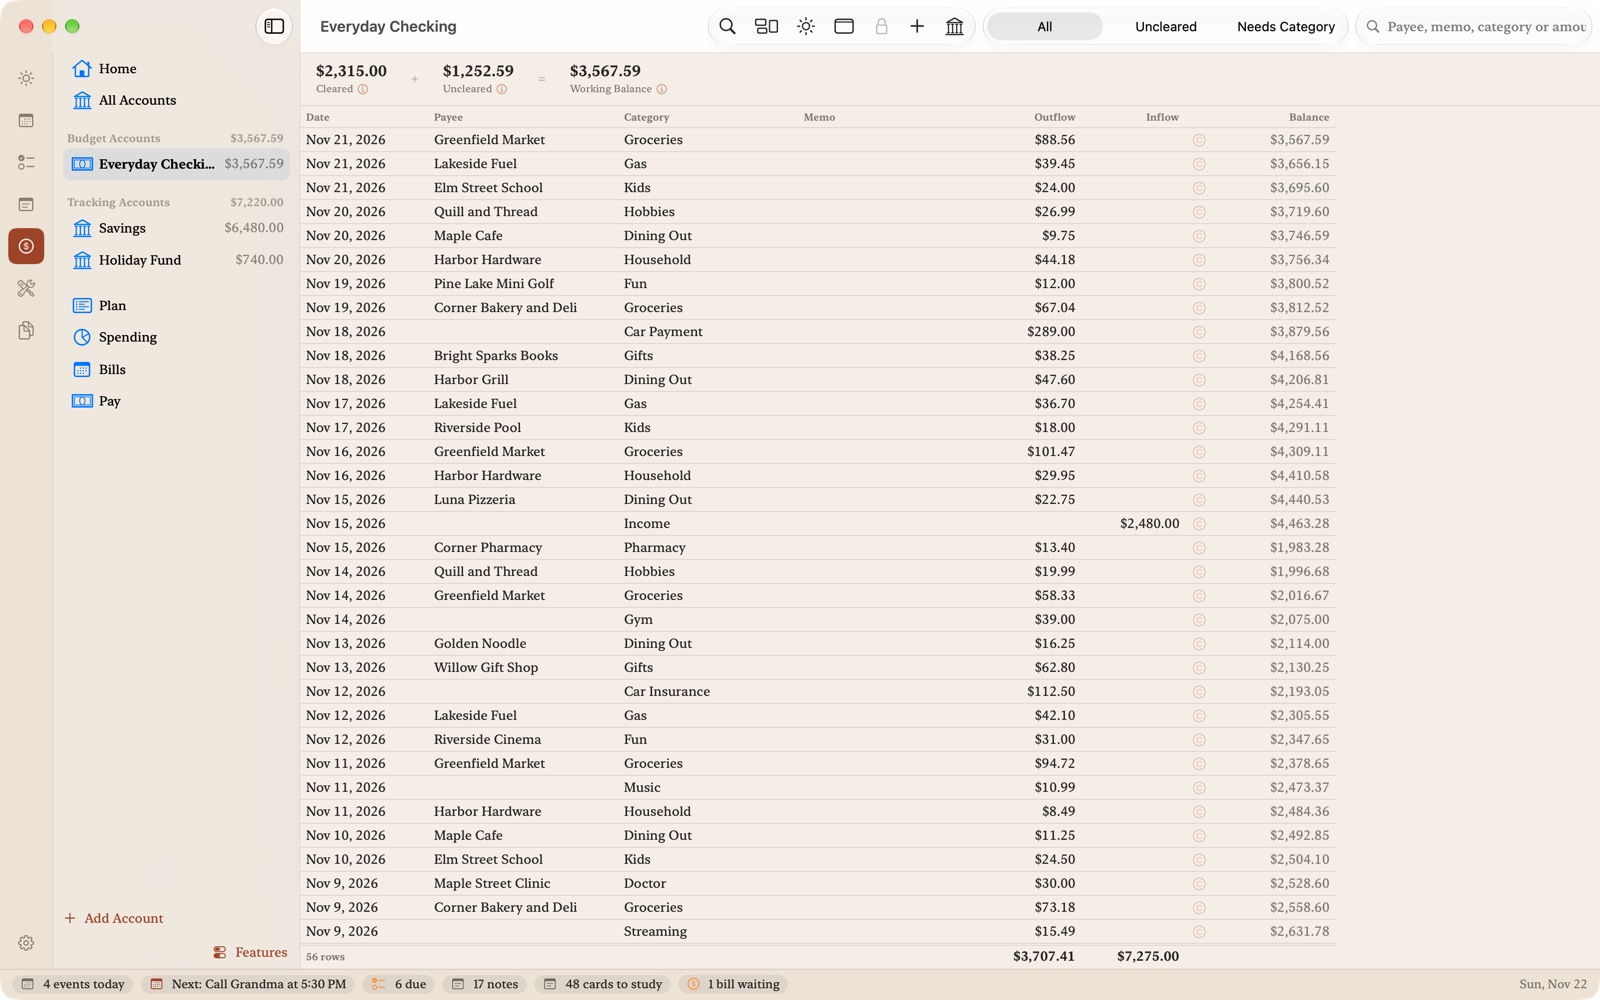 Everyday Checking
All
Uncleared
Needs Category
Payee, memo, category or amou
Home
All Accounts
Budget Accounts $3,567.59
Everyday Checki... $3,567.59
Tracking Accounts $7,220.00
Savings $6,480.00
Holiday Fund $740.00
Plan
Spending
Bills
Pay
+ Add Account
Features
$2,315.00 + $1,252.59 = $3,567.59
Cleared Uncleared Working Balance
Date Payee Category Memo Outflow Inflow Balance
Nov 21, 2026 Greenfield Market Groceries $88.56 C $3,567.59
Nov 21, 2026 Lakeside Fuel Gas $39.45 C $3,656.15
Nov 21, 2026 Elm Street School Kids $24.00 C $3,695.60
Nov 20, 2026 Quill and Thread Hobbies $26.99 C $3,719.60
Nov 20, 2026 Maple Cafe Dining Out $9.75 C $3,746.59
Nov 20, 2026 Harbor Hardware Household $44.18 C $3,756.34
Nov 19, 2026 Pine Lake Mini Golf Fun $12.00 C $3,800.52
Nov 19, 2026 Corner Bakery and Deli Groceries $67.04 C $3,812.52
Nov 18, 2026 Car Payment $289.00 C $3,879.56
Nov 18, 2026 Bright Sparks Books Gifts $38.25 C $4,168.56
Nov 18, 2026 Harbor Grill Dining Out $47.60 C $4,206.81
Nov 17, 2026 Lakeside Fuel Gas $36.70 C $4,254.41
Nov 17, 2026 Riverside Pool Kids $18.00 C $4,291.11
Nov 16, 2026 Greenfield Market Groceries $101.47 C $4,309.11
Nov 16, 2026 Harbor Hardware Household $29.95 C $4,410.58
Nov 15, 2026 Luna Pizzeria Dining Out $22.75 C $4,440.53
Nov 15, 2026 Income $2,480.00 C $4,463.28
Nov 15, 2026 Corner Pharmacy Pharmacy $13.40 C $1,983.28
Nov 14, 2026 Quill and Thread Hobbies $19.99 C $1,996.68
Nov 14, 2026 Greenfield Market Groceries $58.33 C $2,016.67
Nov 14, 2026 Gym $39.00 C $2,075.00
Nov 13, 2026 Golden Noodle Dining Out $16.25 C $2,114.00
Nov 13, 2026 Willow Gift Shop Gifts $62.80 C $2,130.25
Nov 12, 2026 Car Insurance $112.50 C $2,193.05
Nov 12, 2026 Lakeside Fuel Gas $42.10 C $2,305.55
Nov 12, 2026 Riverside Cinema Fun $31.00 C $2,347.65
Nov 11, 2026 Greenfield Market Groceries $94.72 C $2,378.65
Nov 11, 2026 Music $10.99 C $2,473.37
Nov 11, 2026 Harbor Hardware Household $8.49 C $2,484.36
Nov 10, 2026 Maple Cafe Dining Out $11.25 C $2,492.85
Nov 10, 2026 Elm Street School Kids $24.50 C $2,504.10
Nov 9, 2026 Maple Street Clinic Doctor $30.00 C $2,528.60
Nov 9, 2026 Corner Bakery and Deli Groceries $73.18 C $2,558.60
Nov 9, 2026 Streaming $15.49 C $2,631.78
56 rows $3,707.41 $7,275.00
4 events today
Next: Call Grandma at 5:30 PM
6 due
17 notes
48 cards to study
1 bill waiting
Sun, Nov 22